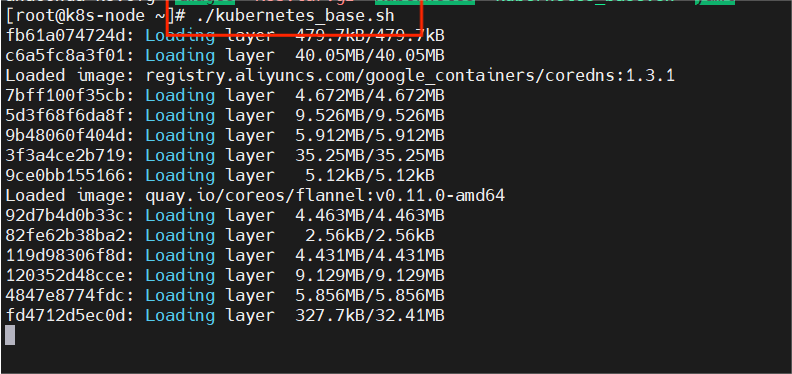 [root@k8s-node ~]# ./kubernetes_base.sh
fb61a074724d: Loading layer 479.7kB/479.7kB
c6a5fc8a3f01: Loading layer 40.05MB/40.05MB
Loaded image: registry.aliyuncs.com/google_containers/coredns:1.3.1
7bff100f35cb: Loading layer 4.672MB/4.672MB
5d3f68f6da8f: Loading layer 9.526MB/9.526MB
9b48060f404d: Loading layer 5.912MB/5.912MB
3f3a4ce2b719: Loading layer 35.25MB/35.25MB
9ce0bb155166: Loading layer 5.12kB/5.12kB
Loaded image: quay.io/coreos/flannel:v0.11.0-amd64
92d7b4d0b33c: Loading layer 4.463MB/4.463MB
82fe62b38ba2: Loading layer 2.56kB/2.56kB
119d98306f8d: Loading layer 4.431MB/4.431MB
120352d48cce: Loading layer 9.129MB/9.129MB
4847e8774fdc: Loading layer 5.856MB/5.856MB
fd4712d5ec0d: Loading layer 327.7kB/32.41MB